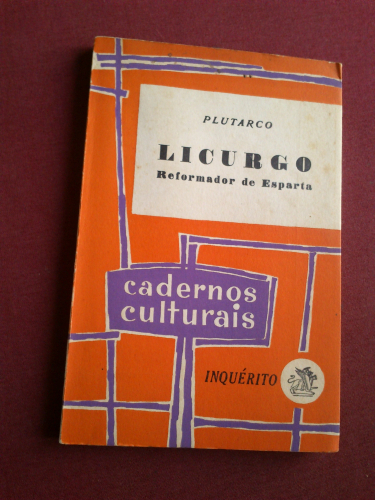 PLUTARCO
LICURGO
Reformador de Esparta
cadernos
culturais
INQUÉRITO